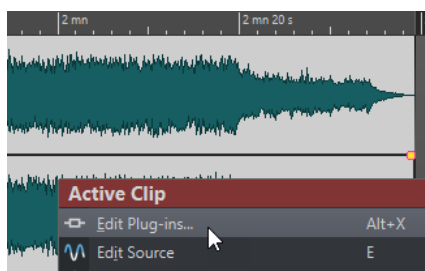 2 mn
2 mn 20 s
Active Clip
Edit Plug-ins... Alt+X
Edit Source E